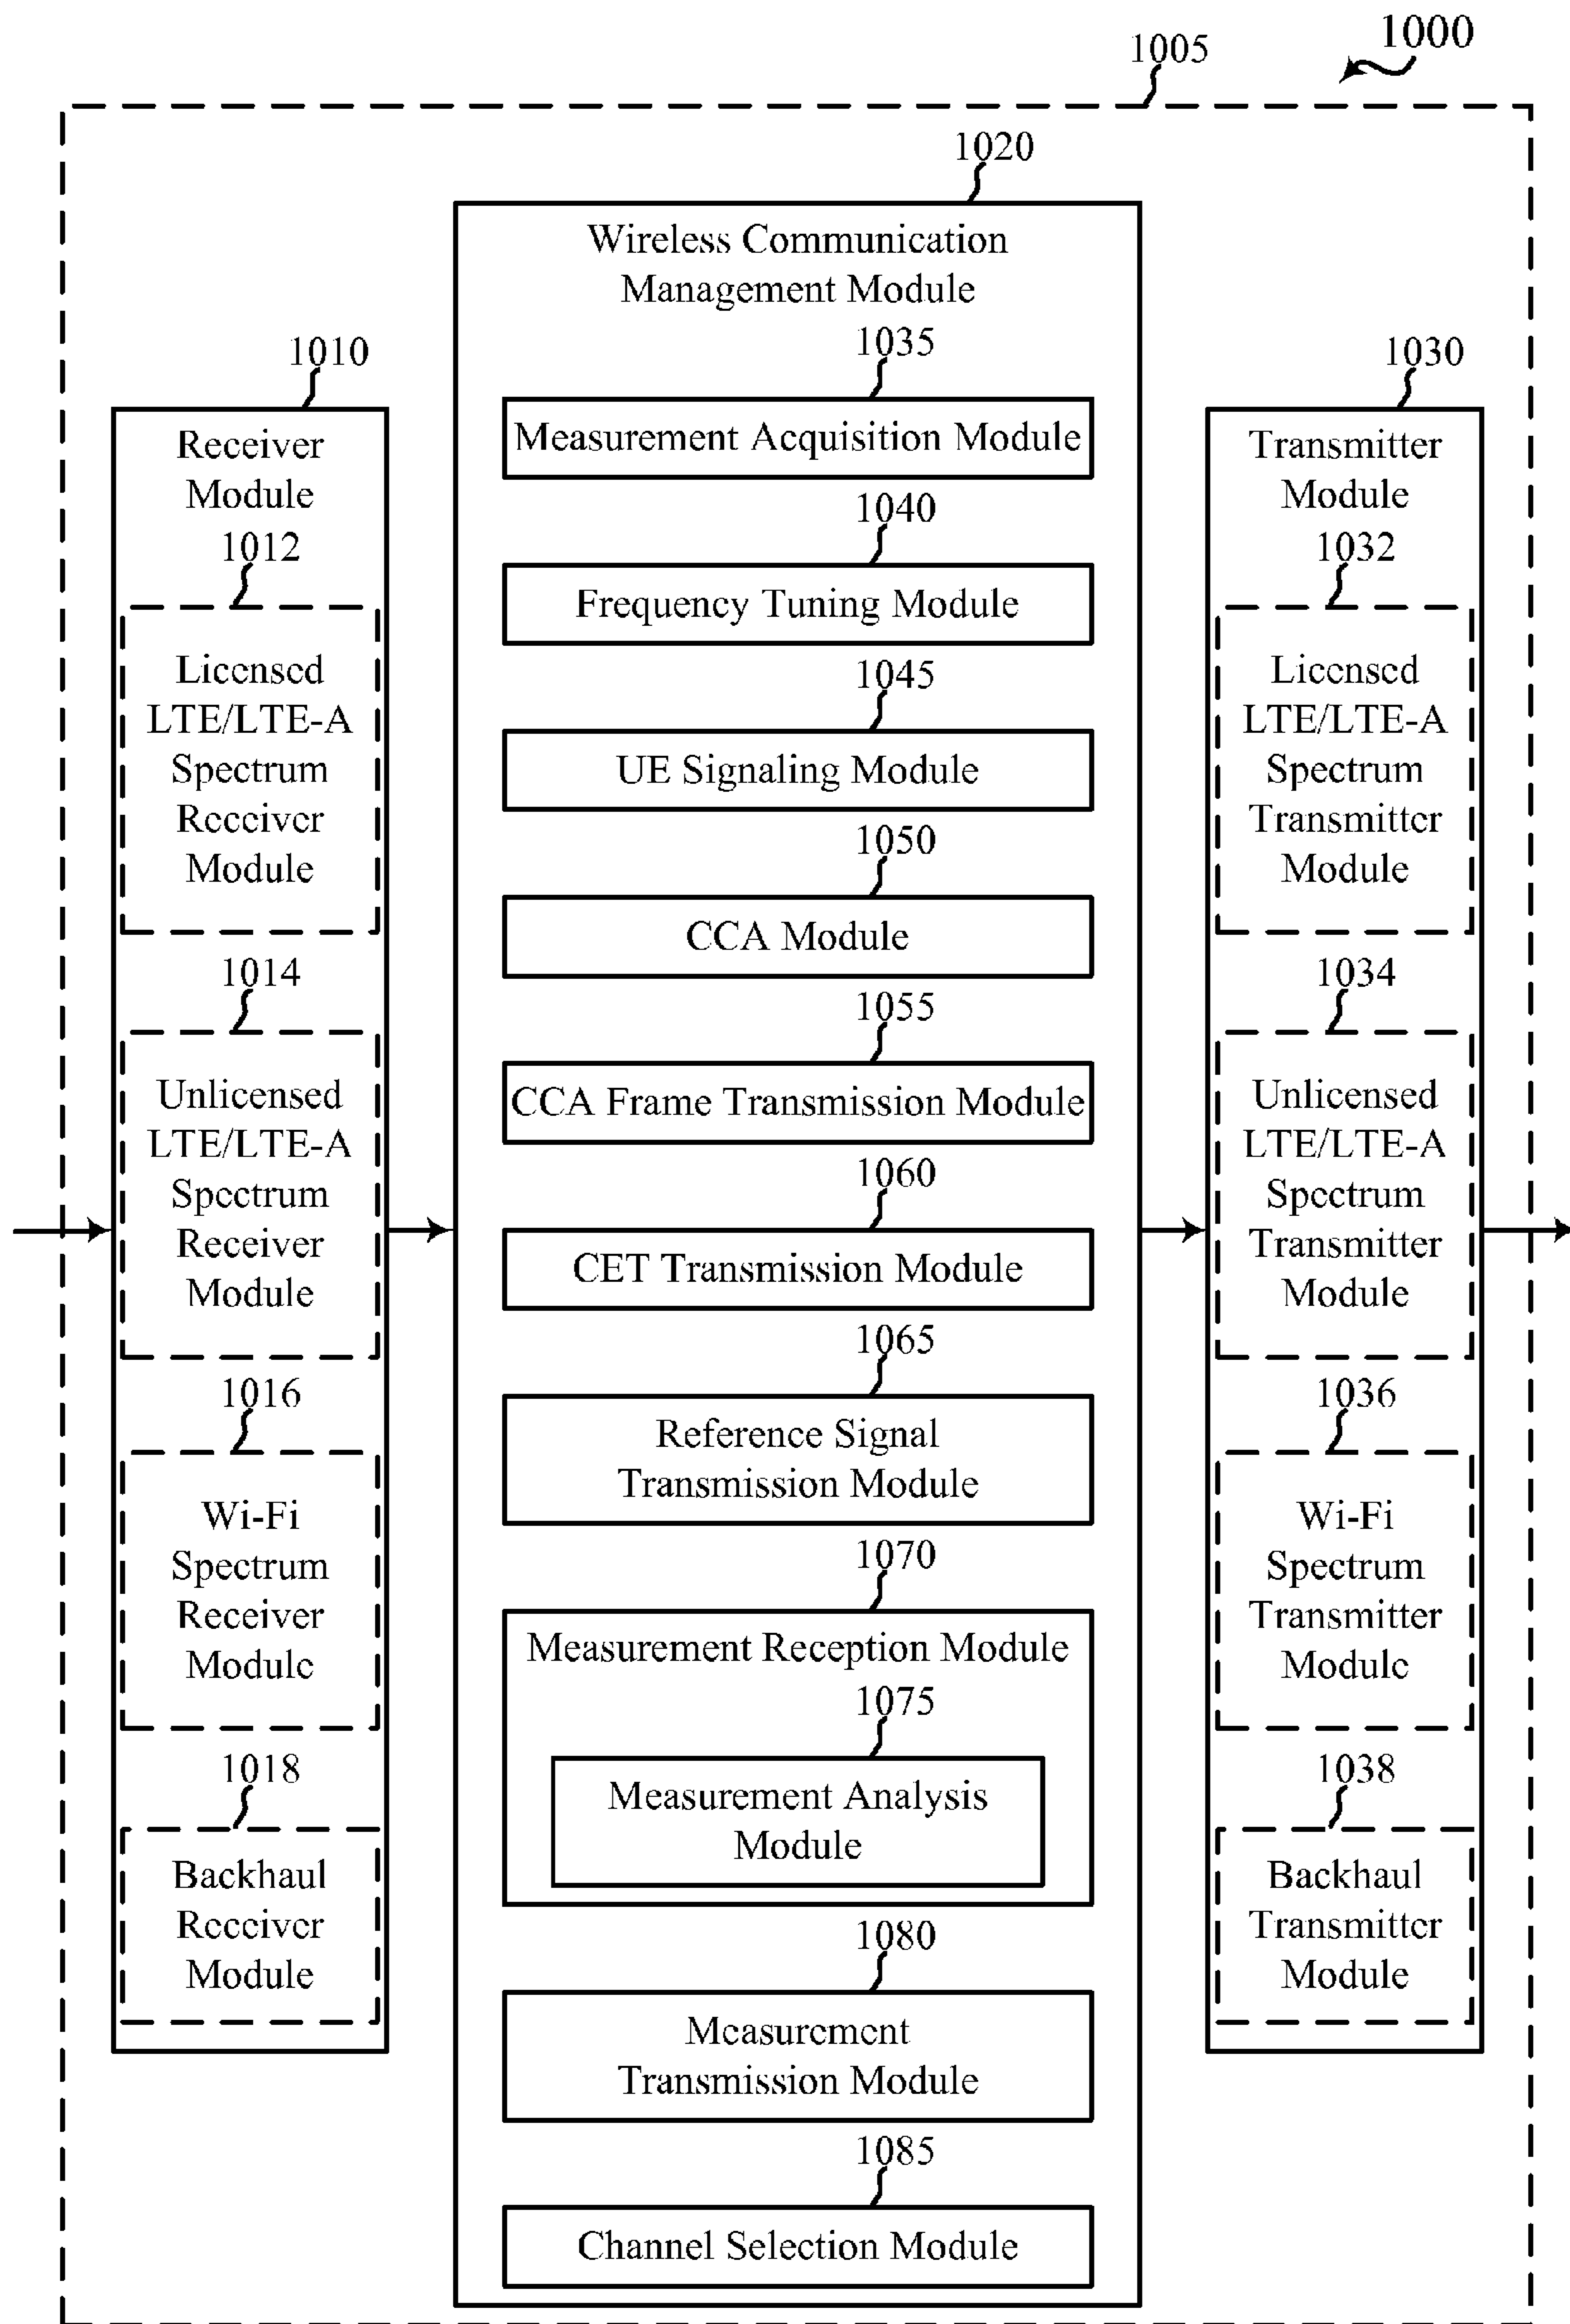 1000
1005
1020
Wireless Communication
Management Module
1010
Receiver
Module
1012
Licensed
LTE/LTE-A
Spectrum
Receiver
Module
1014
Unlicensed
LTE/LTE-A
Spectrum
Receiver
Module
1016
Wi-Fi
Spectrum
Receiver
Module
1018
Backhaul
Receiver
Module
1035
Measurement Acquisition Module
1040
Frequency Tuning Module
1045
UE Signaling Module
1050
CCA Module
1055
CCA Frame Transmission Module
1060
CET Transmission Module
1065
Reference Signal
Transmission Module
1070
Measurement Reception Module
1075
Measurement Analysis
Module
1080
Measurement
Transmission Module
1085
Channel Selection Module
1030
Transmitter
Module
1032
Licensed
LTE/LTE-A
Spectrum
Transmitter
Module
1034
Unlicensed
LTE/LTE-A
Spectrum
Transmitter
Module
1036
Wi-Fi
Spectrum
Transmitter
Module
1038
Backhaul
Transmitter
Module